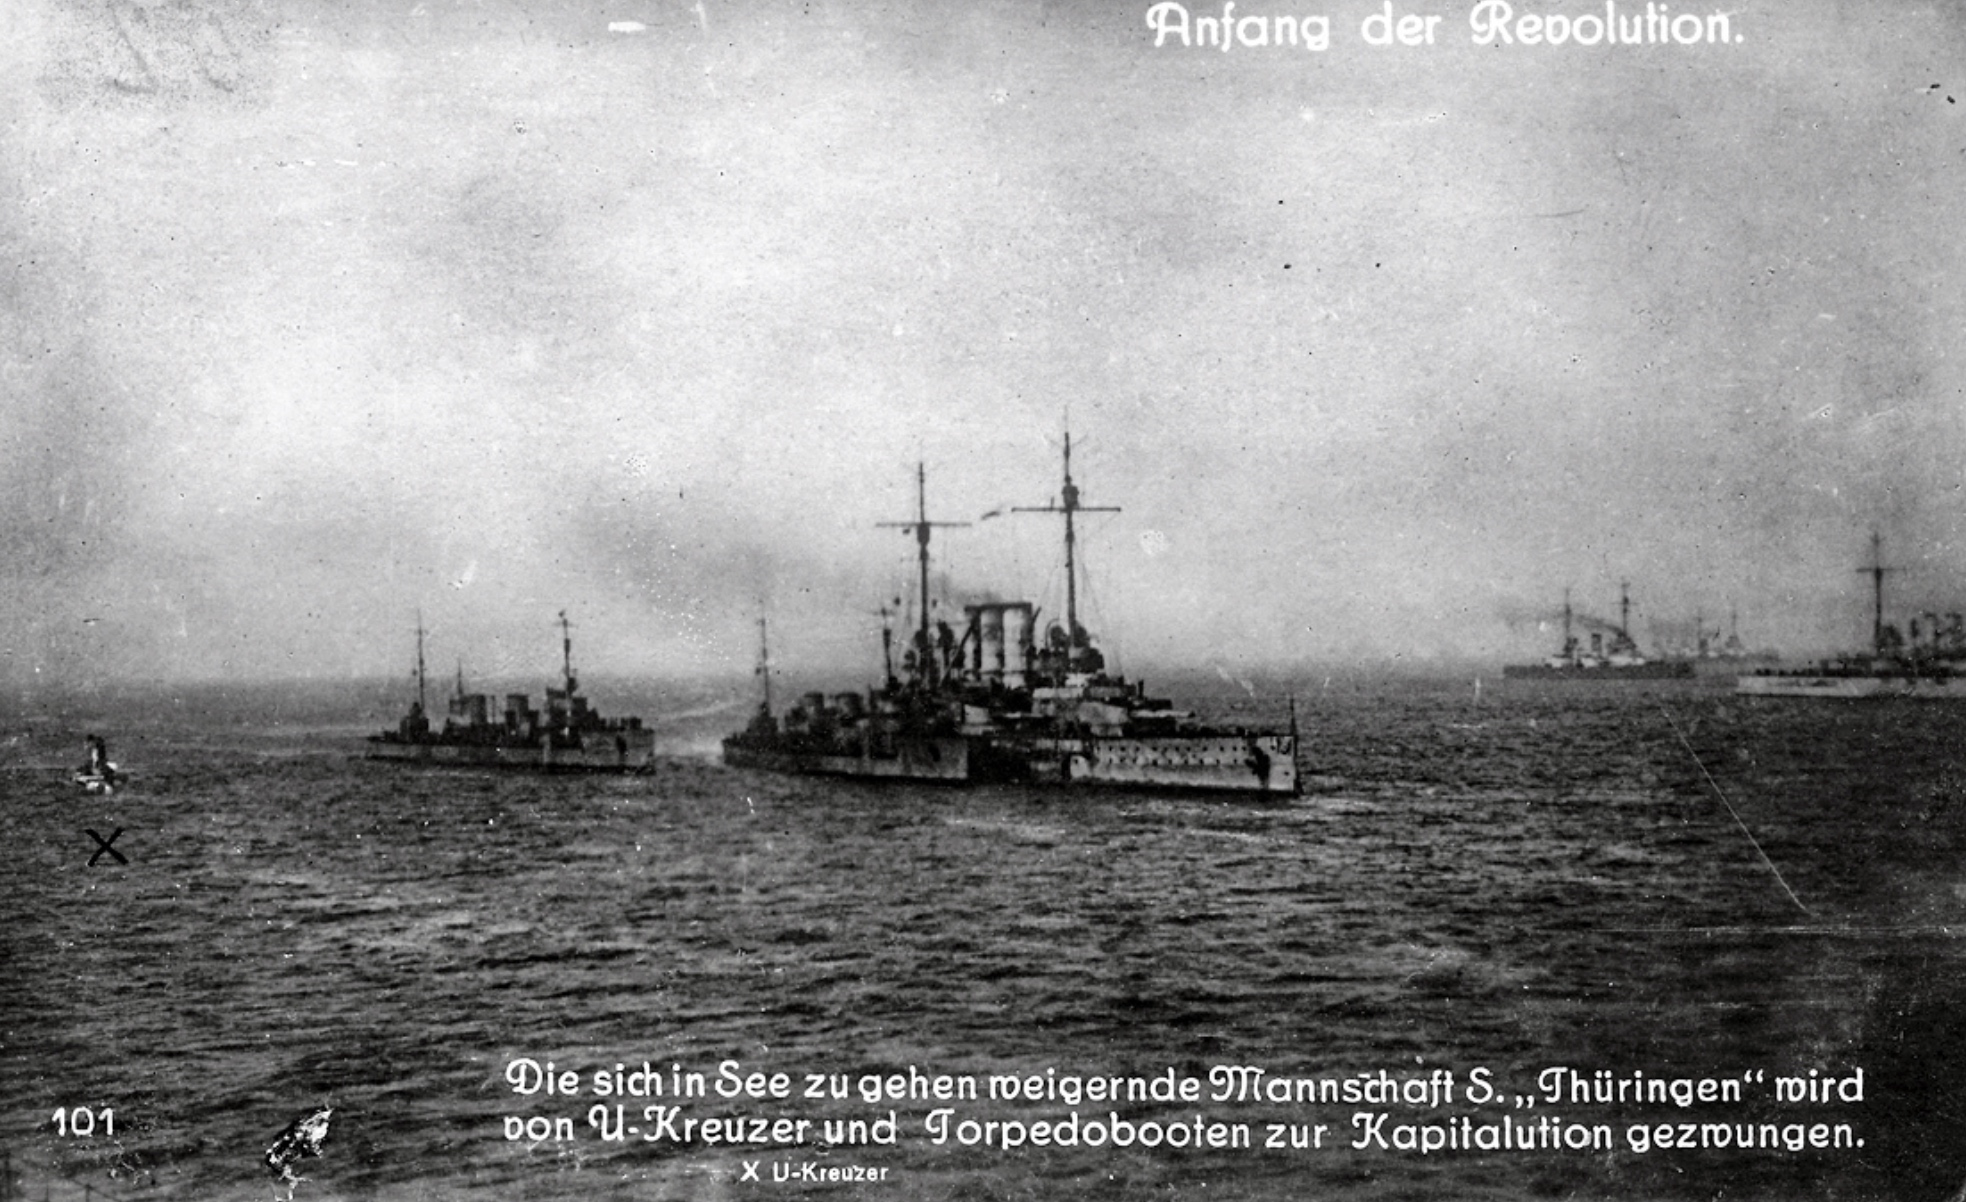 Anfang der Revolution.
X
Die sich in See zu gehen weigernde Mannschaft S. „Thüringen“ wird
101
von U-Kreuzer und Torpedobooten zur Kapitalution gezwungen.
X U-Kreuzer